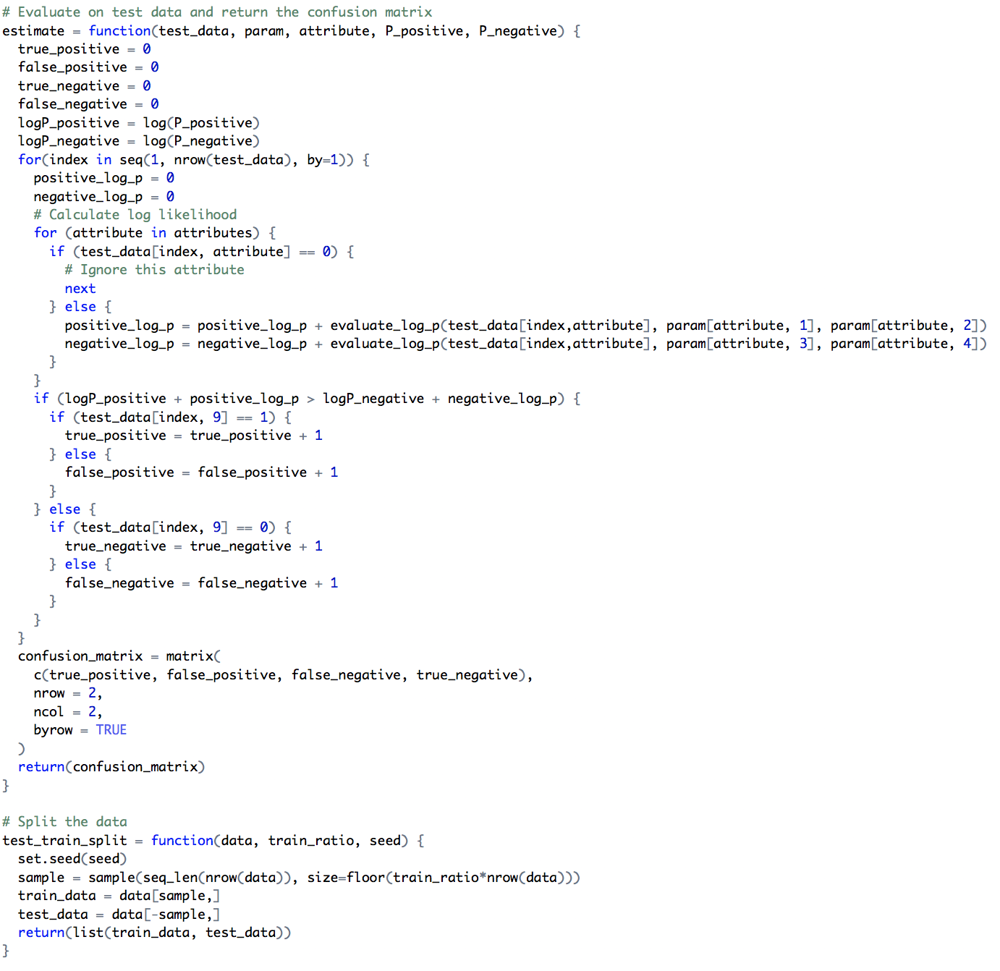 # Evaluate on test data and return the confusion matrix
estimate = function(test_data, param, attribute, P_positive, P_negative) {
  true_positive = 0
  false_positive = 0
  true_negative = 0
  false_negative = 0
  logP_positive = log(P_positive)
  logP_negative = log(P_negative)
  for(index in seq(1, nrow(test_data), by=1)) {
    positive_log_p = 0
    negative_log_p = 0
    # Calculate log likelihood
    for (attribute in attributes) {
      if (test_data[index, attribute] == 0) {
        # Ignore this attribute
        next
      } else {
        positive_log_p = positive_log_p + evaluate_log_p(test_data[index,attribute], param[attribute, 1], param[attribute, 2])
        negative_log_p = negative_log_p + evaluate_log_p(test_data[index,attribute], param[attribute, 3], param[attribute, 4])
      }
    }
    if (logP_positive + positive_log_p > logP_negative + negative_log_p) {
      if (test_data[index, 9] == 1) {
        true_positive = true_positive + 1
      } else {
        false_positive = false_positive + 1
      }
    } else {
      if (test_data[index, 9] == 0) {
        true_negative = true_negative + 1
      } else {
        false_negative = false_negative + 1
      }
    }
  }
  confusion_matrix = matrix(
    c(true_positive, false_positive, false_negative, true_negative),
    nrow = 2,
    ncol = 2,
    byrow = TRUE
  )
  return(confusion_matrix)
}

# Split the data
test_train_split = function(data, train_ratio, seed) {
  set.seed(seed)
  sample = sample(seq_len(nrow(data)), size=floor(train_ratio*nrow(data)))
  train_data = data[sample,]
  test_data = data[-sample,]
  return(list(train_data, test_data))
}